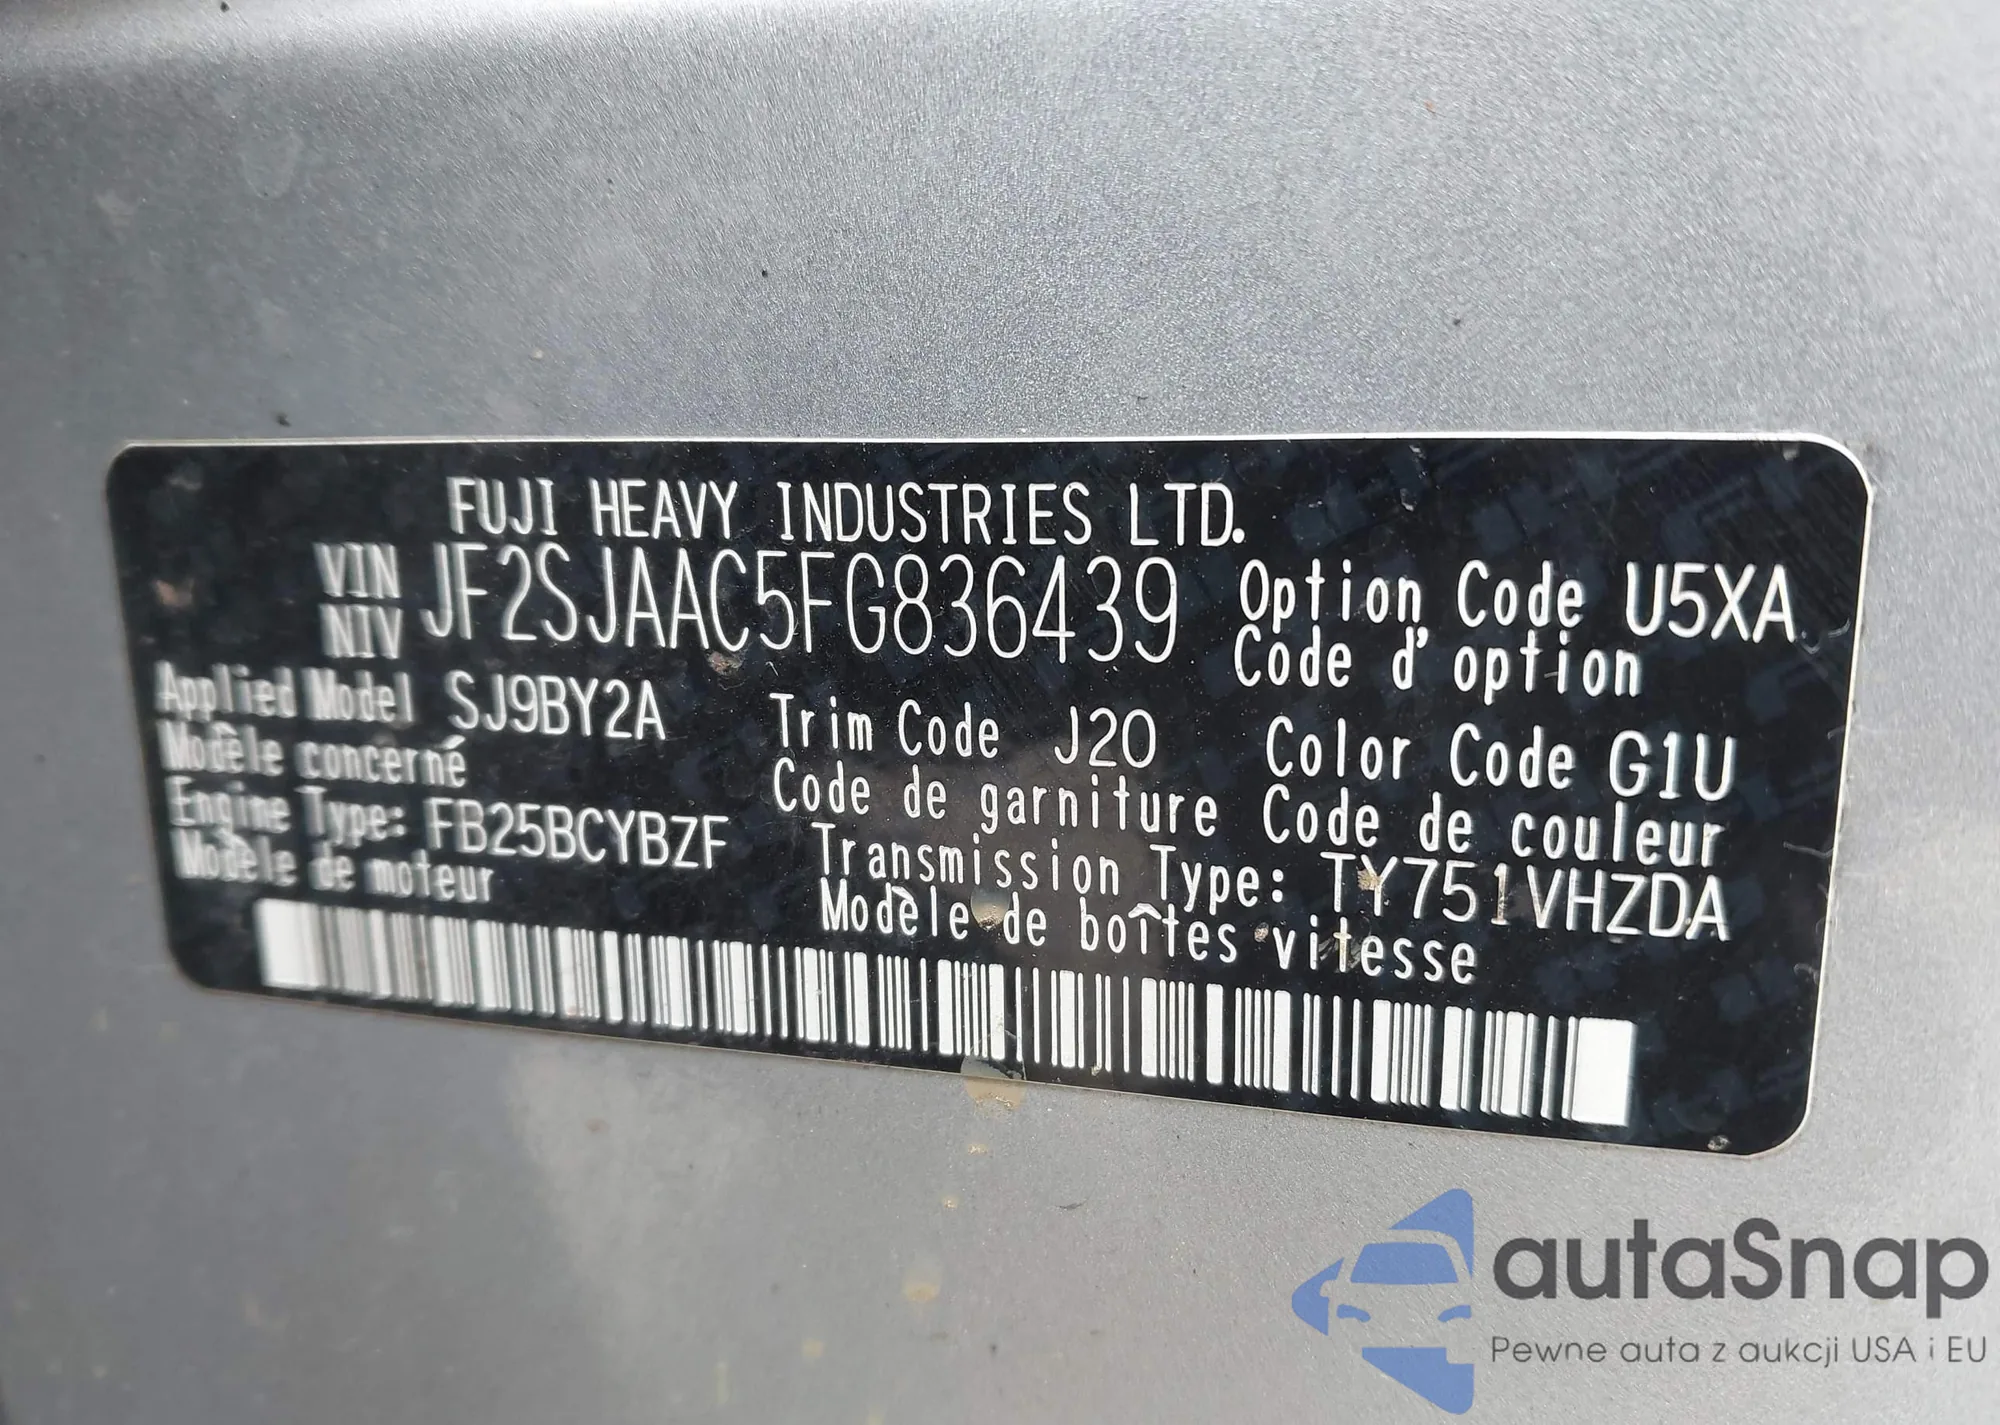 FUJI HEAVY INDUSTRIES LTD.
VIN JF2SJAAC5FG836439 Option Code U5XA
NIV Code d'option
Applied Model SJ9BY2A Trim Code J20 Color Code G1U
Modèle concerné Code de garniture Code de couleur
Engine Type: FB25BCYBZF Transmission Type: TY751VHZDA
Modèle de moteur Modèle de boîtes vitesse
autaSnap
Pewne auta z aukcji USA i EU